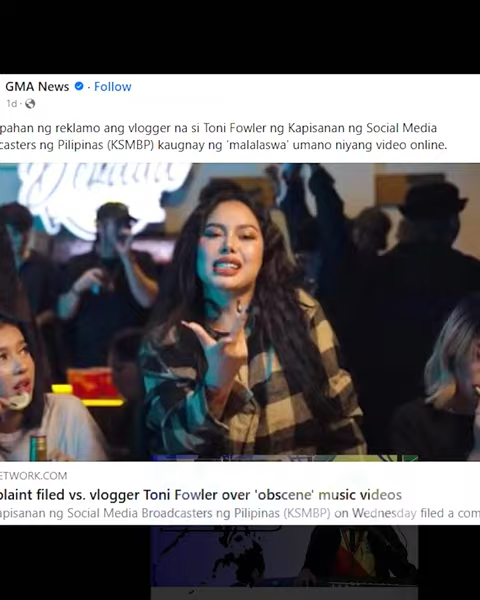 GMA News · Follow
1d ·
pahan ng reklamo ang vlogger na si Toni Fowler ng Kapisanan ng Social Media
casters ng Pilipinas (KSMBP) kaugnay ng 'malalaswa' umano niyang video online.
ETWORK.COM
plaint filed vs. vlogger Toni Fowler over 'obscene' music videos
apisanan ng Social Media Broadcasters ng Pilipinas (KSMBP) on Wednesday filed a com